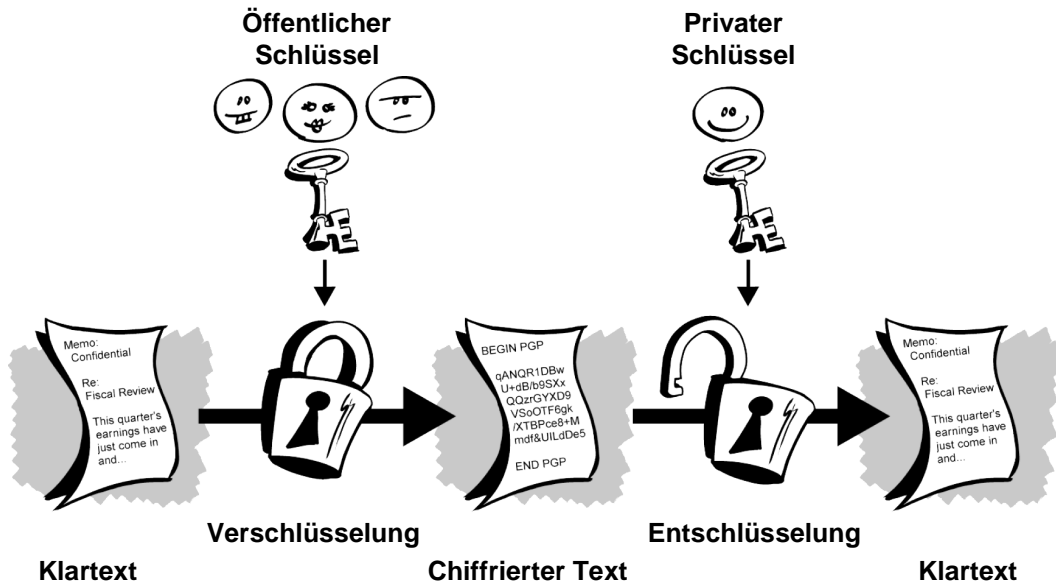 Öffentlicher
Schlüssel
Privater
Schlüssel
Memo:
Confidential
Re:
Fiscal Review
This quarter's
earnings have
just come in
and...
BEGIN PGP
qANQR1DBw
U+dB/b9SXx
QQzrGYXD9
VSoOTF6gk
/XTBPce8+M
mdf&UILdDe5
END PGP
Memo:
Confidential
Re:
Fiscal Review
This quarter's
earnings have
just come in
and...
Verschlüsselung
Entschlüsselung
Klartext
Chiffrierter Text
Klartext